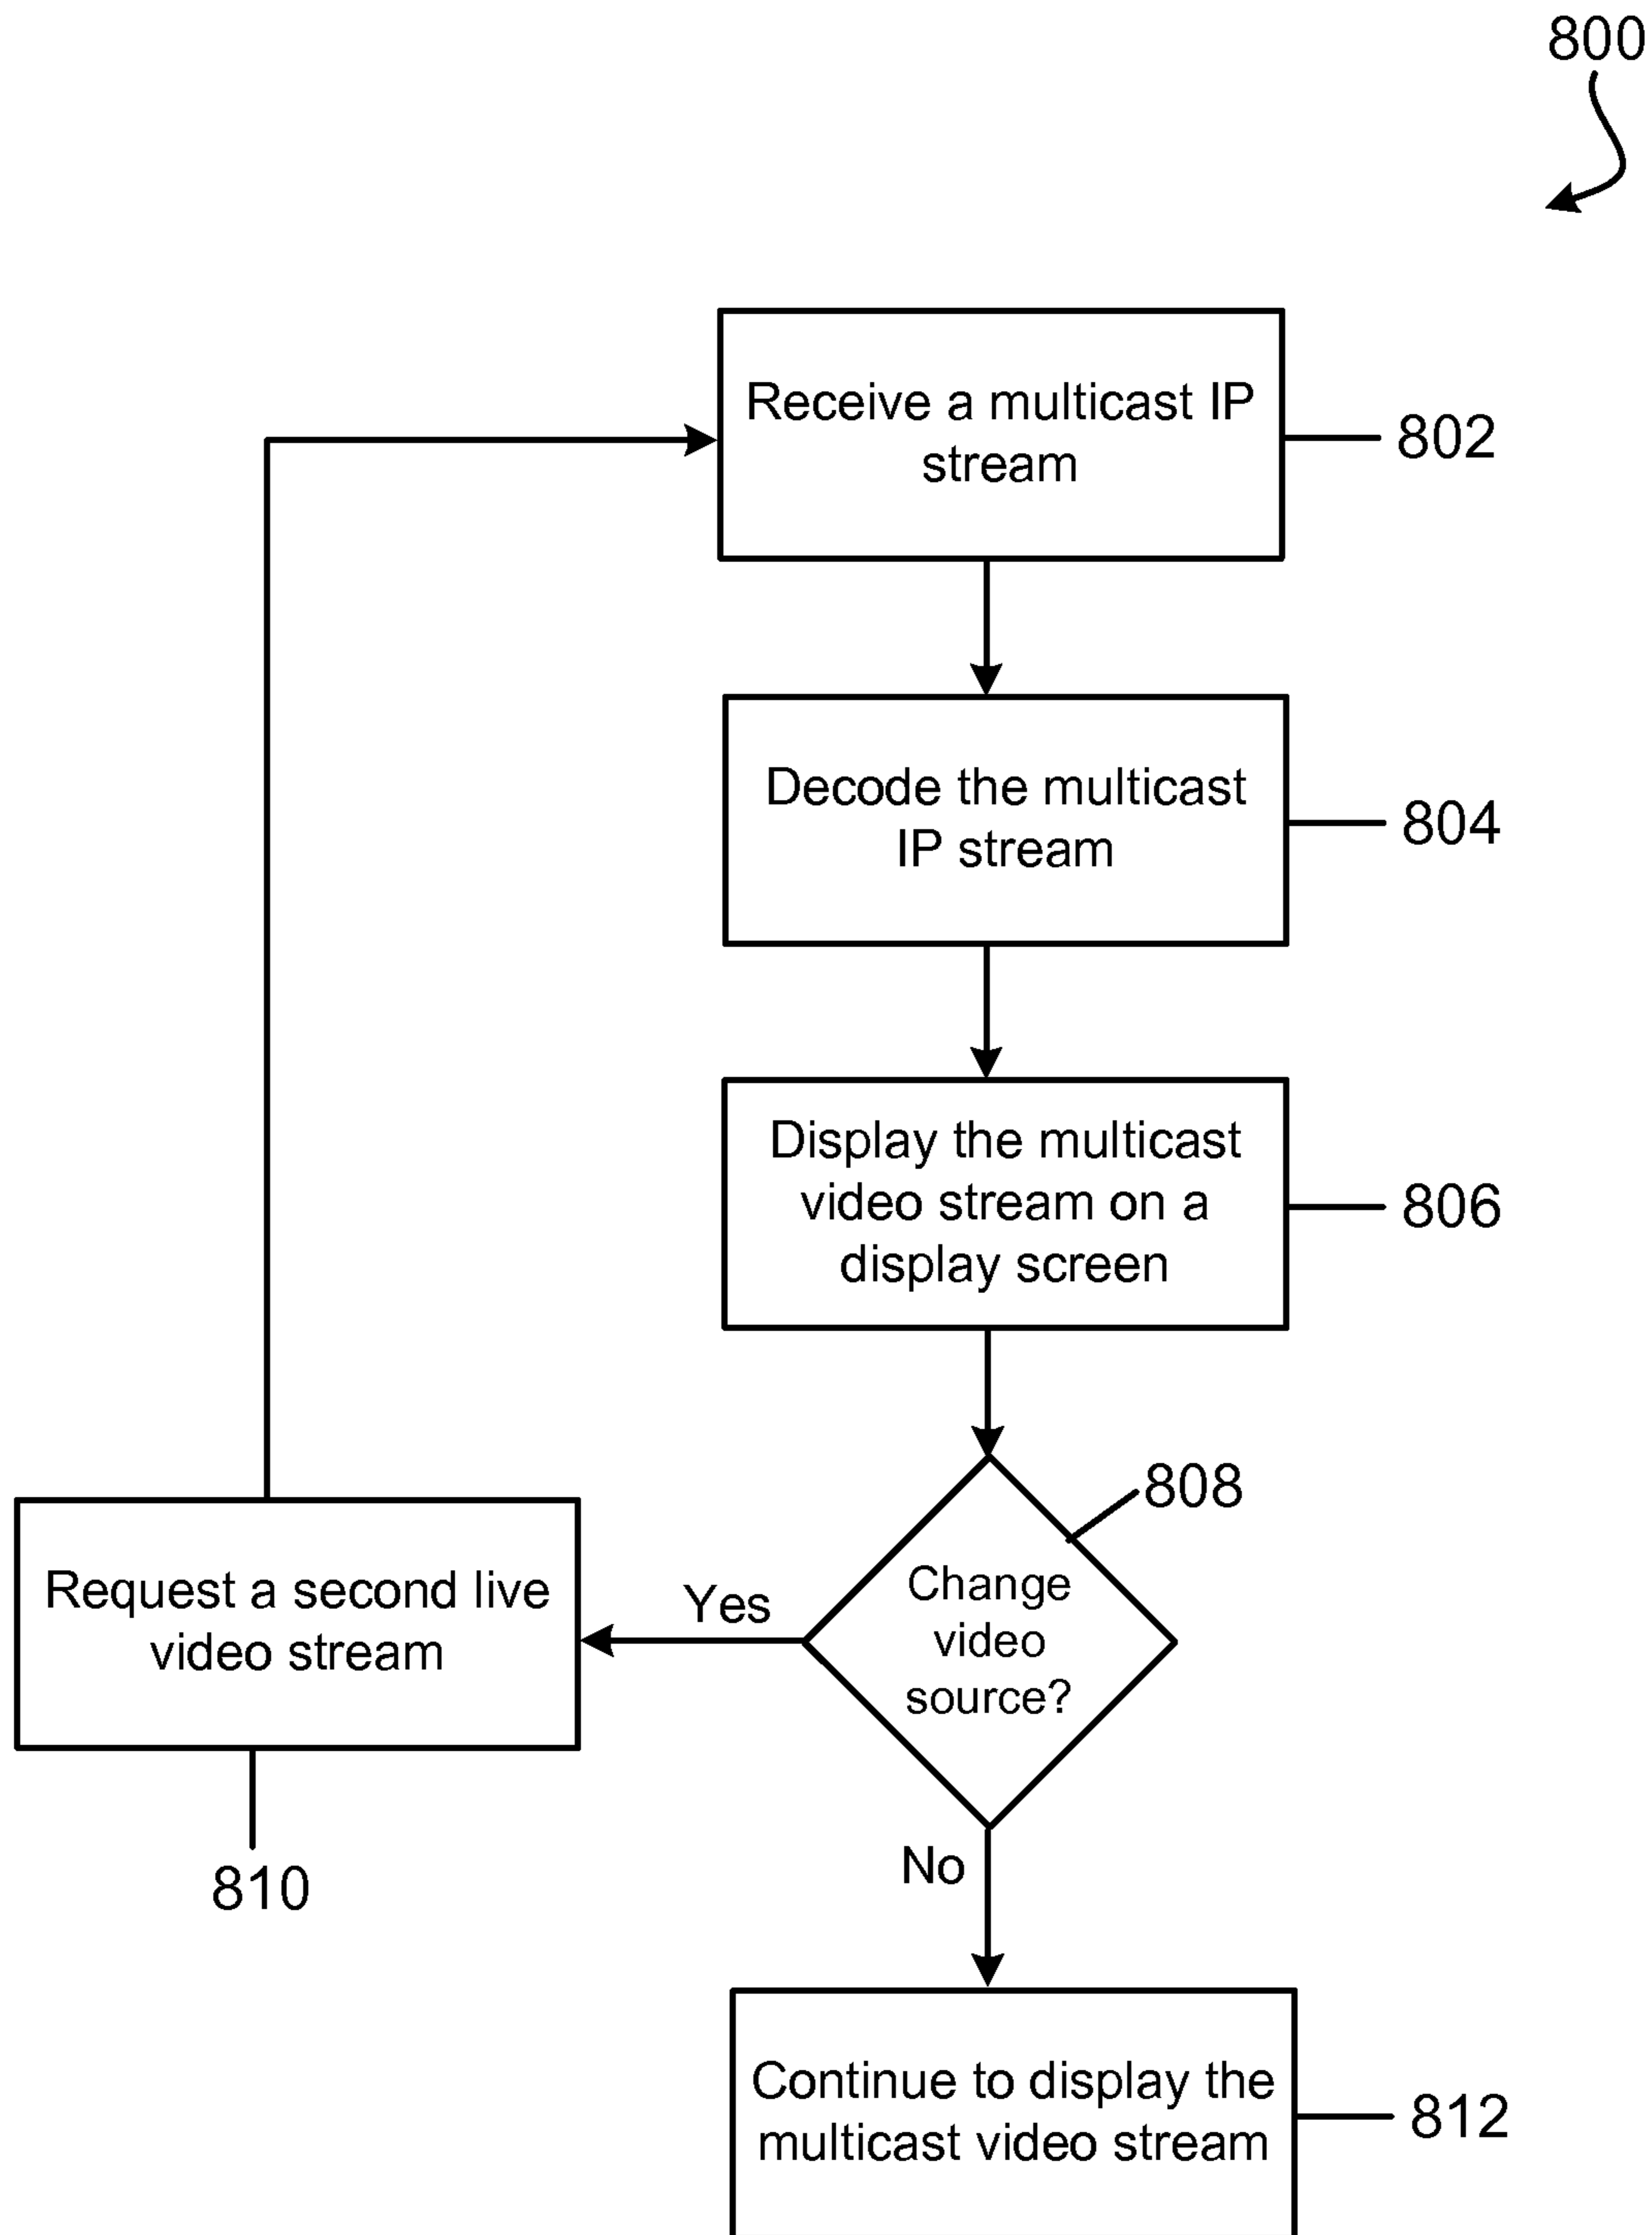 800
Receive a multicast IP
stream
802
Decode the multicast
IP stream
804
Display the multicast
video stream on a
display screen
806
808
Change
video
source?
Yes
Request a second live
video stream
810
No
Continue to display the
multicast video stream
812